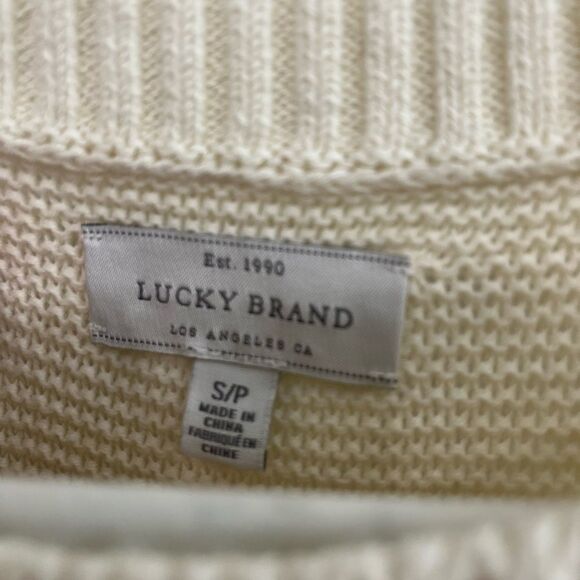 Est. 1990
LUCKY BRAND
LOS ANGELES CA
S/P
MADE IN
CHINA
FABRIQUÉ EN
CHINE